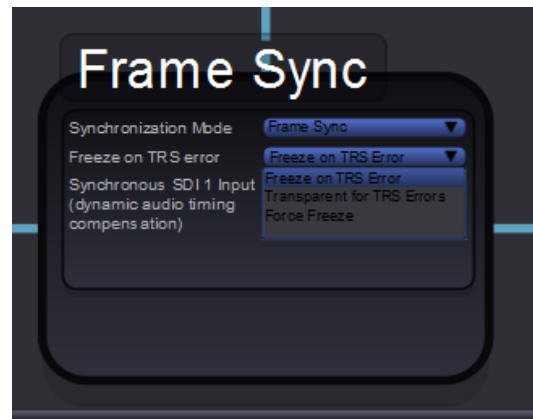 Frame Sync
Synchronization Mode Frame Sync
Freeze on TRS error Freeze on TRS Error
Freeze on TRS Error
Synchronous SDI 1 Input
Transparent for TRS Errors
(dynamic audio timing
Force Freeze
compensation)